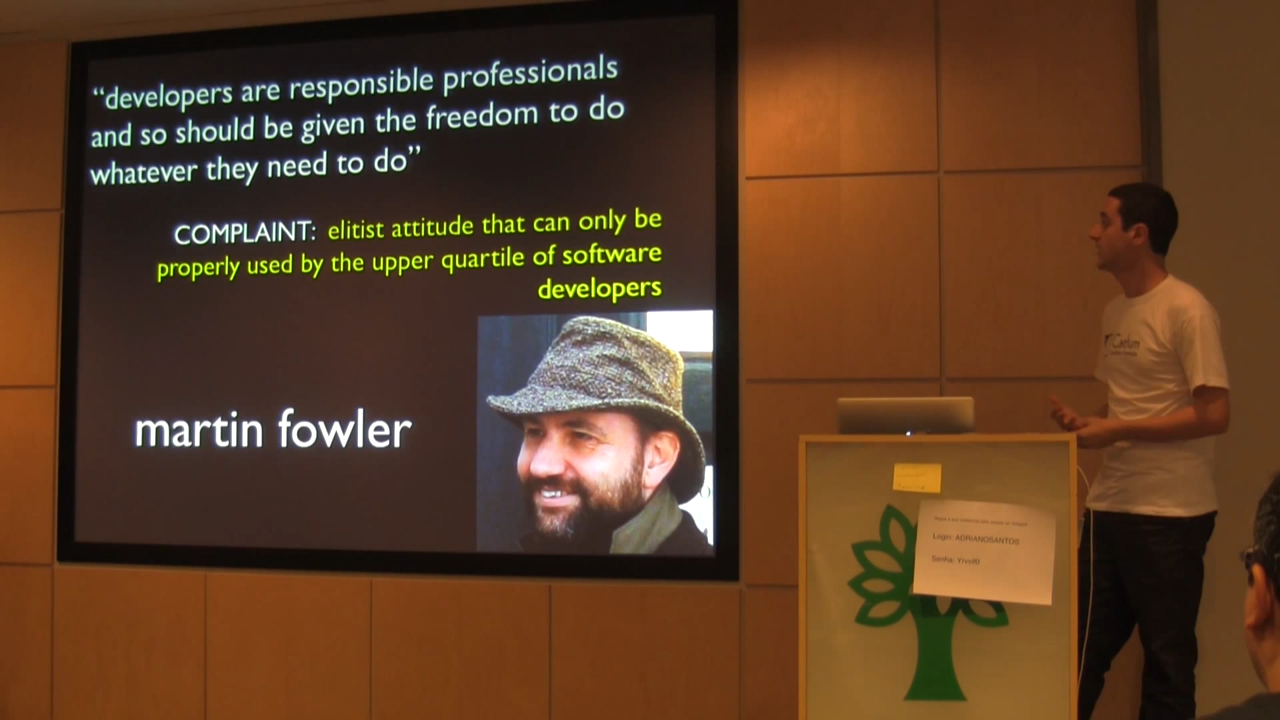 “developers are responsible professionals
and so should be given the freedom to do
whatever they need to do”
COMPLAINT: elitist attitude that can only be
properly used by the upper quartile of software
developers
martin fowler
Caelum
Login: ADRIANOSANTOS
Senha: